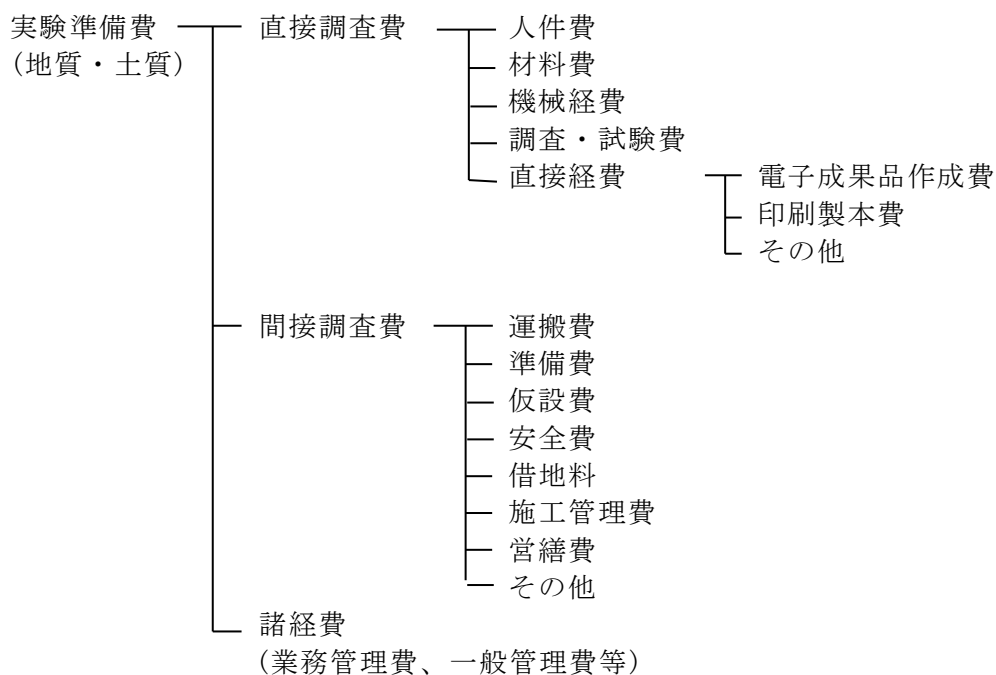 実験準備費
(地質・土質)
直接調査費
人件費
材料費
機械経費
調査・試験費
直接経費
電子成果品作成費
印刷製本費
その他
間接調査費
運搬費
準備費
仮設費
安全費
借地料
施工管理費
営繕費
その他
諸経費
(業務管理費、一般管理費等)